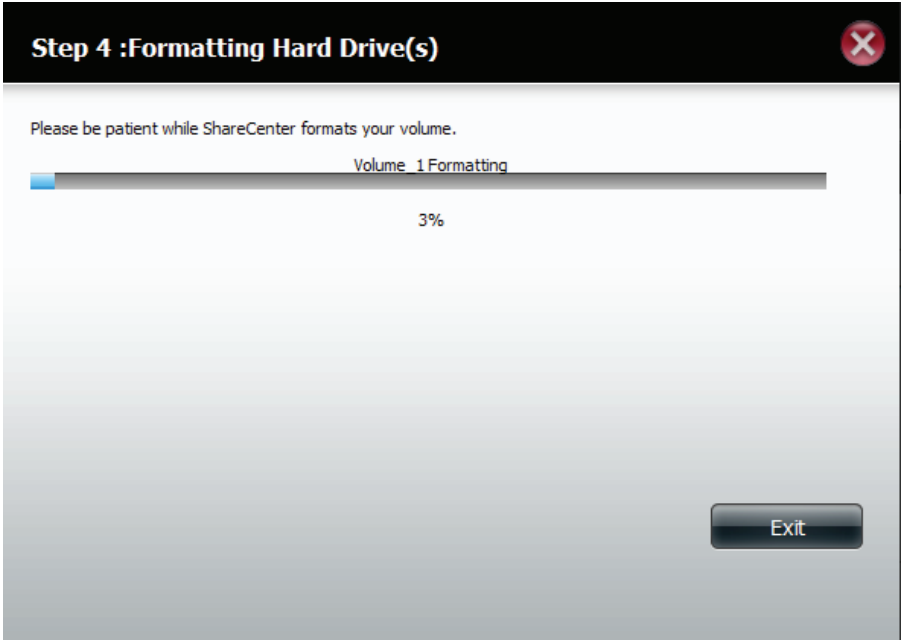 Step 4 :Formatting Hard Drive(s)
Please be patient while ShareCenter formats your volume.
Volume_1 Formatting
3%
Exit